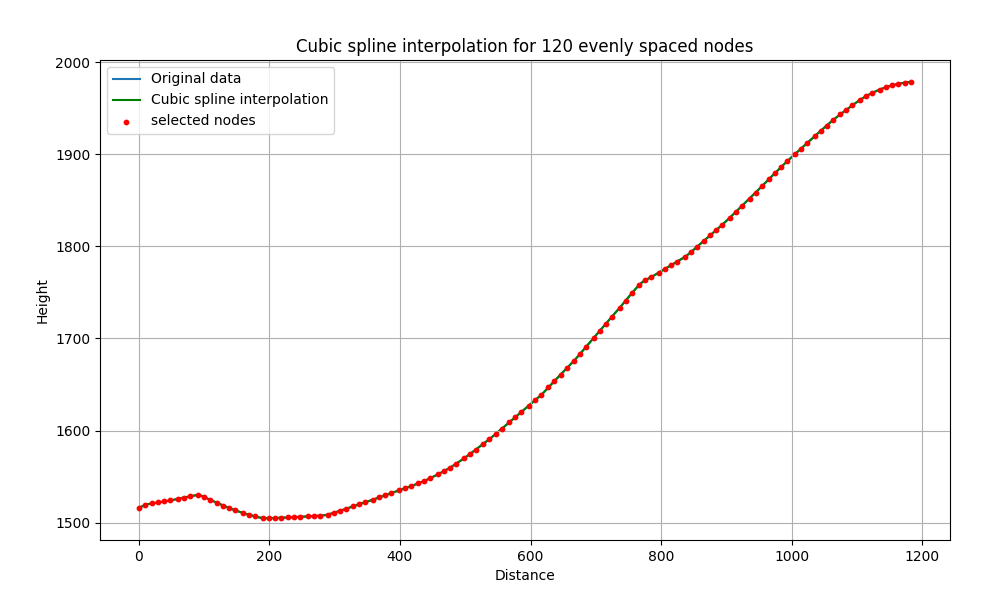 Cubic spline interpolation for 120 evenly spaced nodes
Original data
Cubic spline interpolation
selected nodes
2000
1900
1800
1700
1600
1500
Height
0 200 400 600 800 1000 1200
Distance